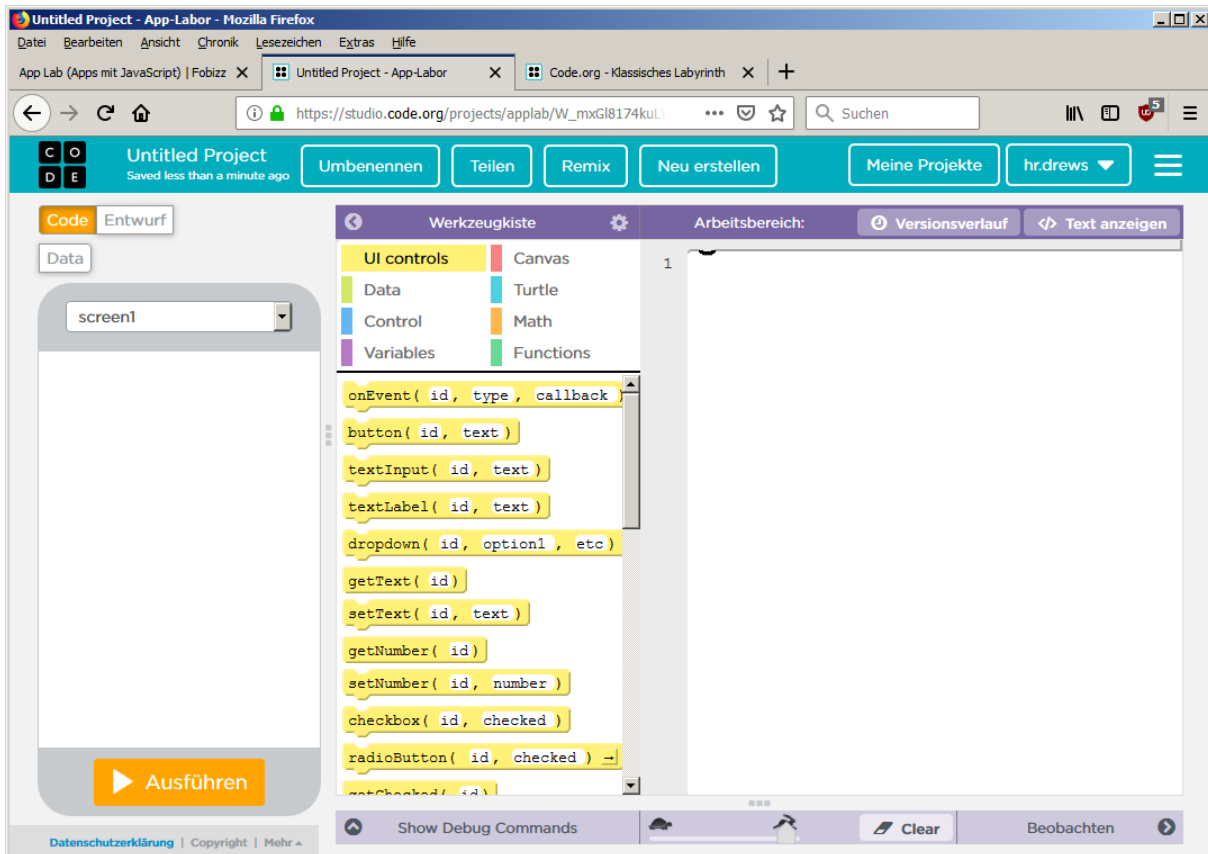 Untitled Project - App-Labor - Mozilla Firefox
Datei Bearbeiten Ansicht Chronik Lesezeichen Extras Hilfe
App Lab (Apps mit JavaScript) | Fobizz
Untitled Project - App-Labor
Code.org - Klassisches Labyrinth
https://studio.code.org/projects/applab/W_mxGl8174kuL
Suchen
5
CODE
Untitled Project
Saved less than a minute ago
Umbenennen
Teilen
Remix
Neu erstellen
Meine Projekte
hr.drews
Code Entwurf
Data
screen1
Ausführen
Datenschutzerklärung | Copyright | Mehr
Werkzeugkiste
UI controls Canvas
Data Turtle
Control Math
Variables Functions
onEvent( id, type, callback )
button( id, text )
textInput( id, text )
textLabel( id, text )
dropdown( id, option1 , etc)
getText( id)
setText( id, text )
getNumber( id)
setNumber( id, number )
checkbox( id, checked )
radioButton( id, checked )
getChecked( id)
Arbeitsbereich:
Versionsverlauf
</> Text anzeigen
1
Show Debug Commands
Clear
Beobachten